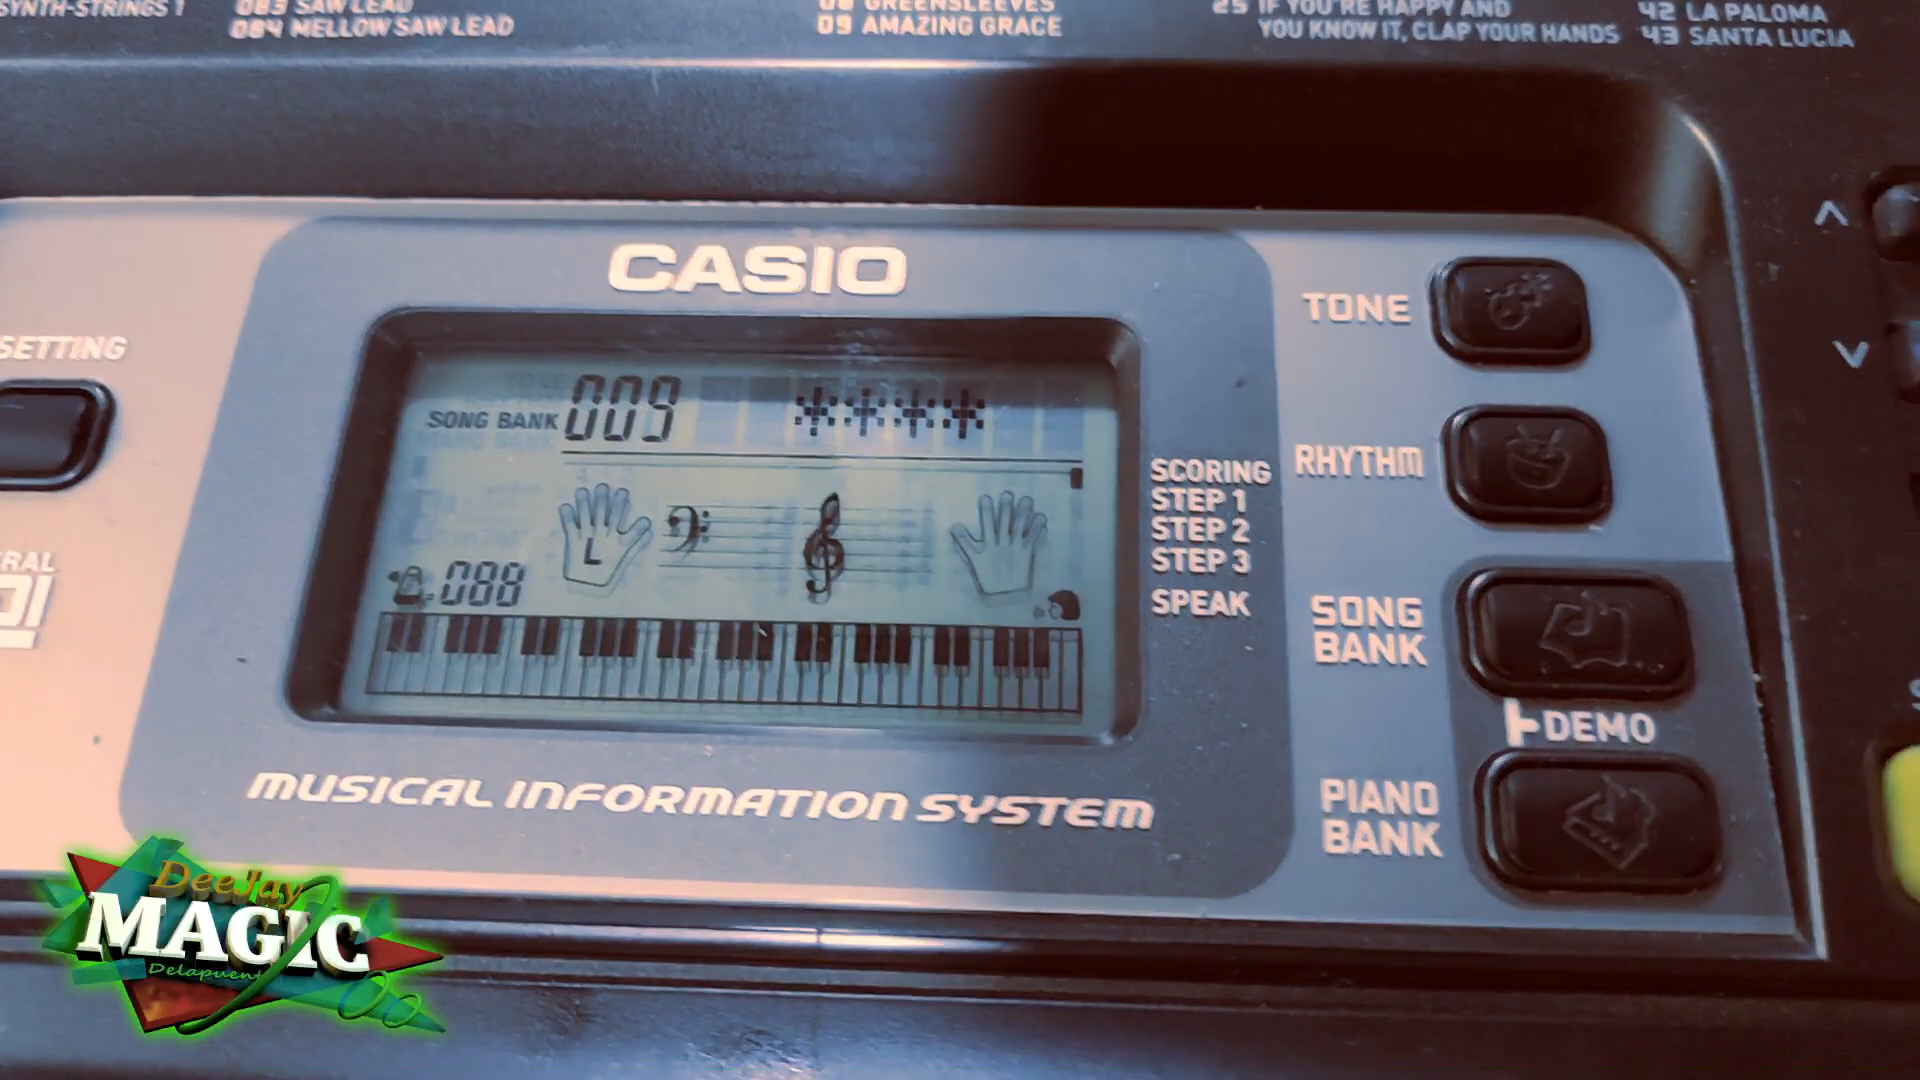 SYNTH-STRINGS 1
083 SAW LEAD
084 MELLOW SAW LEAD
08 GREENSLEEVES
09 AMAZING GRACE
25 IF YOU'RE HAPPY AND
YOU KNOW IT, CLAP YOUR HANDS
42 LA PALOMA
43 SANTA LUCIA
CASIO
SETTING
SONG BANK 009
L
088
SCORING
STEP 1
STEP 2
STEP 3
SPEAK
TONE
RHYTHM
SONG
BANK
DEMO
PIANO
BANK
MUSICAL INFORMATION SYSTEM
DeeJay
MAGIC